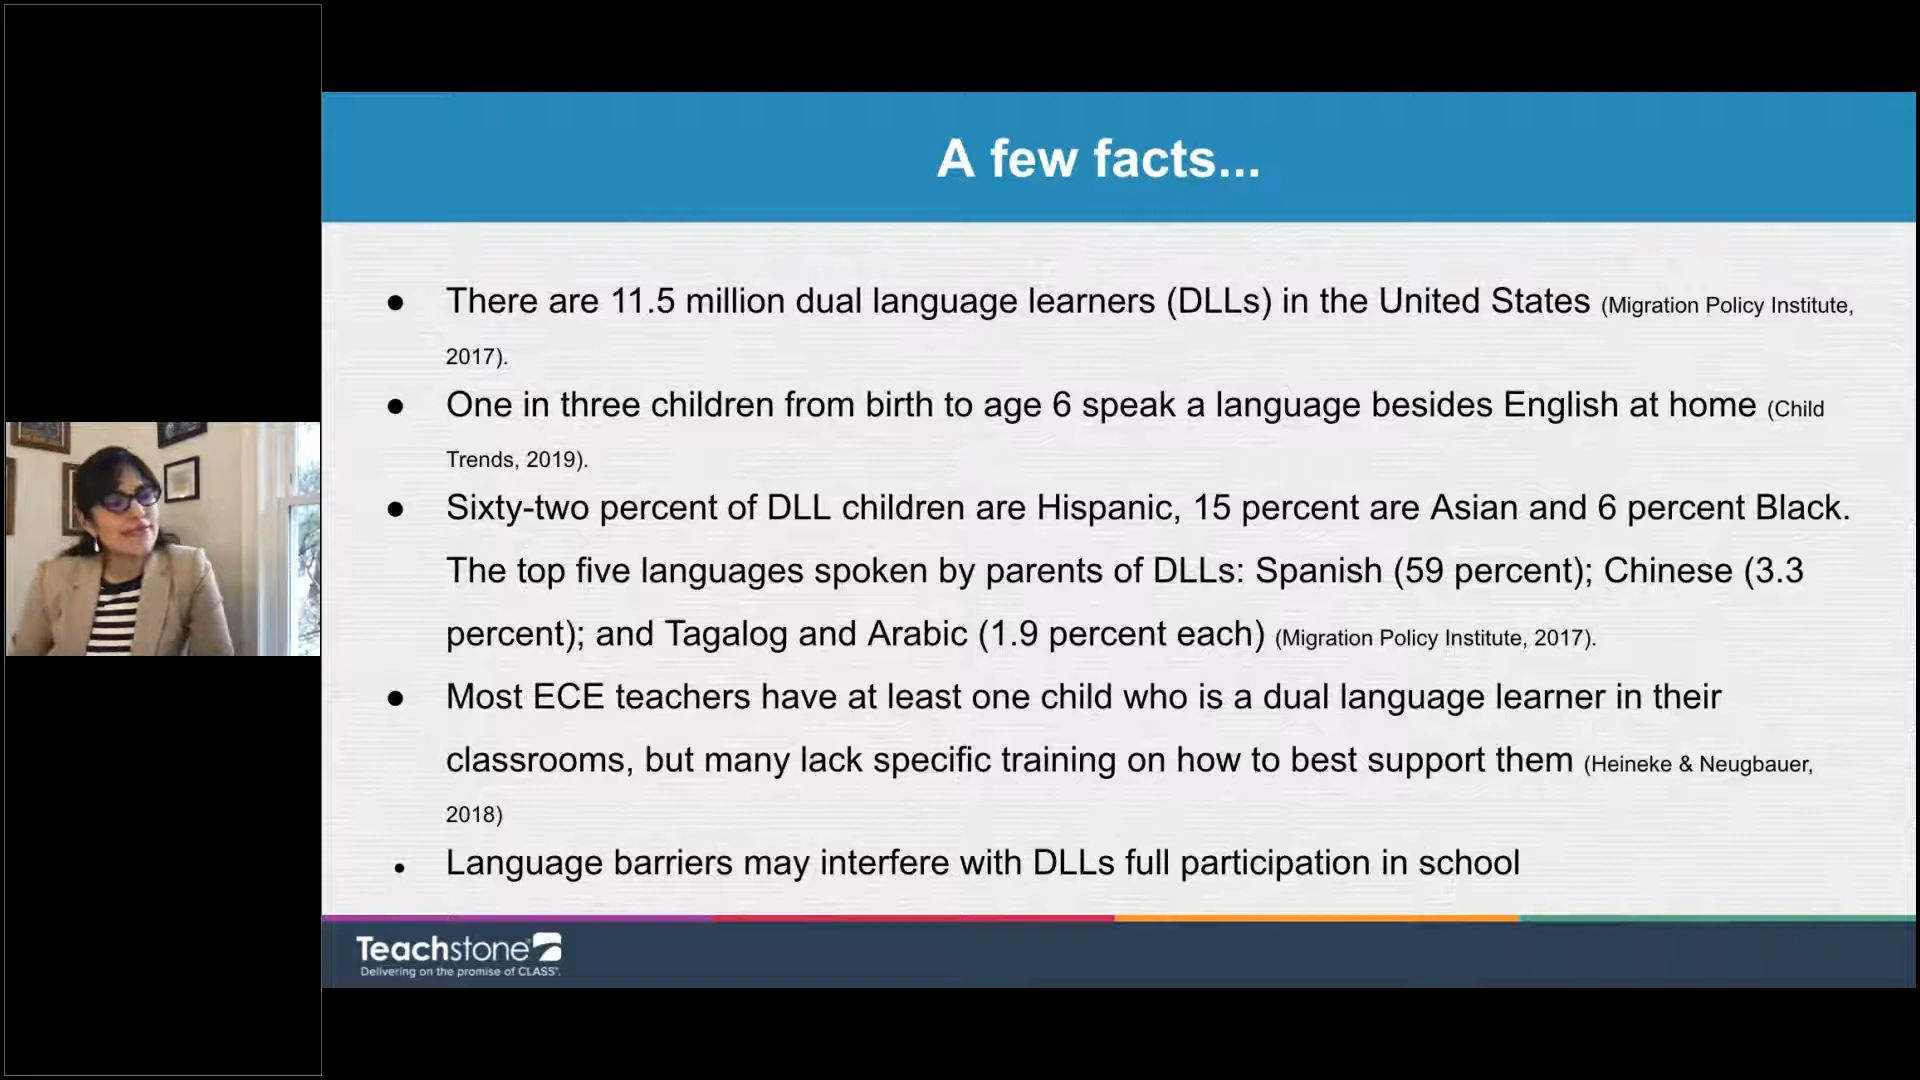 A few facts...
● There are 11.5 million dual language learners (DLLs) in the United States (Migration Policy Institute,
2017).
● One in three children from birth to age 6 speak a language besides English at home (Child
Trends, 2019).
● Sixty-two percent of DLL children are Hispanic, 15 percent are Asian and 6 percent Black.
The top five languages spoken by parents of DLLs: Spanish (59 percent); Chinese (3.3
percent); and Tagalog and Arabic (1.9 percent each) (Migration Policy Institute, 2017).
● Most ECE teachers have at least one child who is a dual language learner in their
classrooms, but many lack specific training on how to best support them (Heineke & Neugbauer,
2018)
• Language barriers may interfere with DLLs full participation in school
Teachstone
Delivering on the promise of CLASS®.